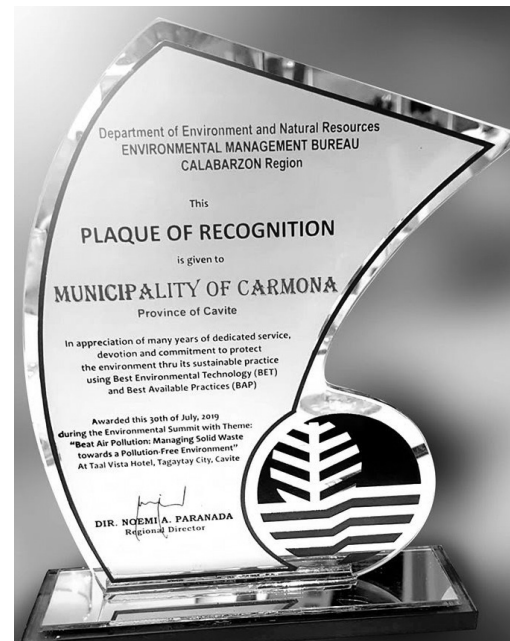 Department of Environment and Natural Resources
ENVIRONMENTAL MANAGEMENT BUREAU
CALABARZON Region
This
PLAQUE OF RECOGNITION
is given to
MUNICIPALITY OF CARMONA
Province of Cavite
In appreciation of many years of dedicated service,
devotion and commitment to protect
the environment thru its sustainable practice
using Best Environmental Technology (BET)
and Best Available Practices (BAP)
Awarded this 30th of July, 2019
during the Environmental Summit with Theme:
"Beat Air Pollution: Managing Solid Waste
towards a Pollution-Free Environment"
At Taal Vista Hotel, Tagaytay City, Cavite
DIR. NOEMI A. PARANADA
Regional Director